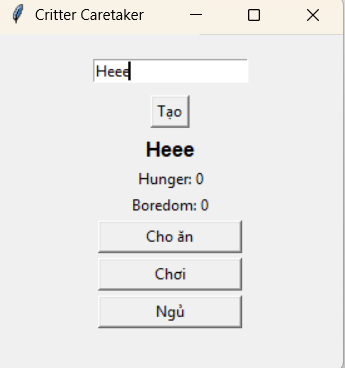 Critter Caretaker
Heee
Tạo
Heee
Hunger: 0
Boredom: 0
Cho ăn
Chơi
Ngủ